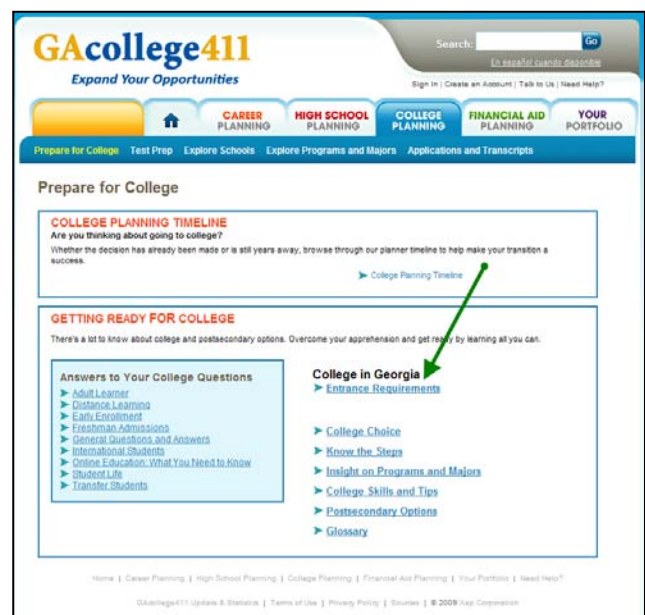 GAcollege411
Expand Your Opportunities
Search:
Go
En español cuando disponible
Sign In | Create an Account | Talk to Us | Need Help?
CAREER PLANNING
HIGH SCHOOL PLANNING
COLLEGE PLANNING
FINANCIAL AID PLANNING
YOUR PORTFOLIO
Prepare for College Test Prep Explore Schools Explore Programs and Majors Applications and Transcripts
Prepare for College
COLLEGE PLANNING TIMELINE
Are you thinking about going to college?
Whether the decision has already been made or is still years away, browse through our planner timeline to help make your transition a
success.
College Planning Timeline
GETTING READY FOR COLLEGE
There's a lot to know about college and postsecondary options. Overcome your apprehension and get ready by learning all you can.
Answers to Your College Questions
Adult Learner
Distance Learning
Early Enrollment
Freshman Admissions
General Questions and Answers
International Students
Online Education: What You Need to Know
Student Life
Transfer Students
College in Georgia
Entrance Requirements
College Choice
Know the Steps
Insight on Programs and Majors
College Skills and Tips
Postsecondary Options
Glossary
Home | Career Planning | High School Planning | College Planning | Financial Aid Planning | Your Portfolio | Need Help?
GAcollege411 Update & Statistics | Terms of Use | Privacy Policy | Sources | © 2009 Xap Corporation